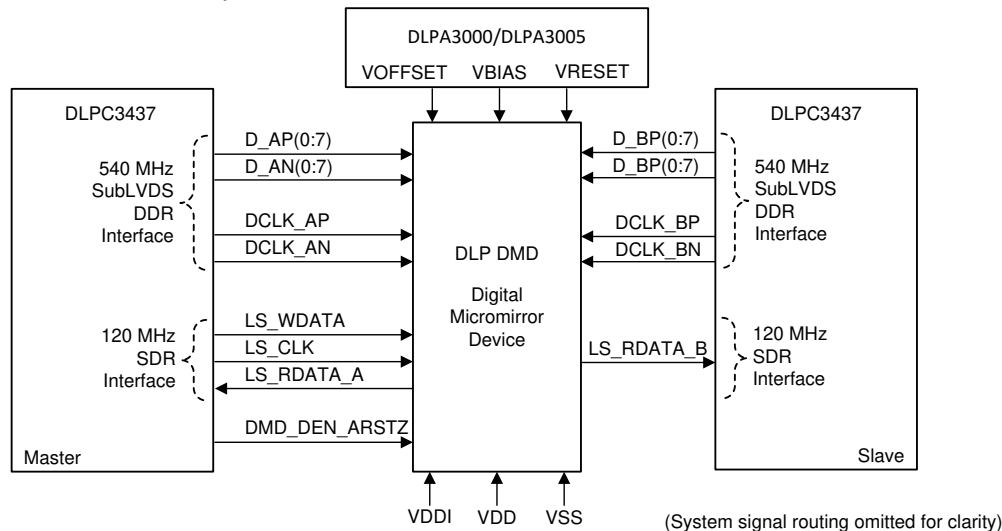 DLPA3000/DLPA3005
VOFFSET VBIAS VRESET
DLPC3437
D_AP(0:7)
D_AN(0:7)
540 MHz
SubLVDS
DDR
Interface
DCLK_AP
DCLK_AN
120 MHz
SDR
Interface
LS_WDATA
LS_CLK
LS_RDATA_A
DMD_DEN_ARSTZ
Master
DLP DMD
Digital
Micromirror
Device
VDDI VDD VSS
DLPC3437
D_BP(0:7)
D_BP(0:7)
540 MHz
SubLVDS
DDR
Interface
DCLK_BP
DCLK_BN
LS_RDATA_B
120 MHz
SDR
Interface
Slave
(System signal routing omitted for clarity)